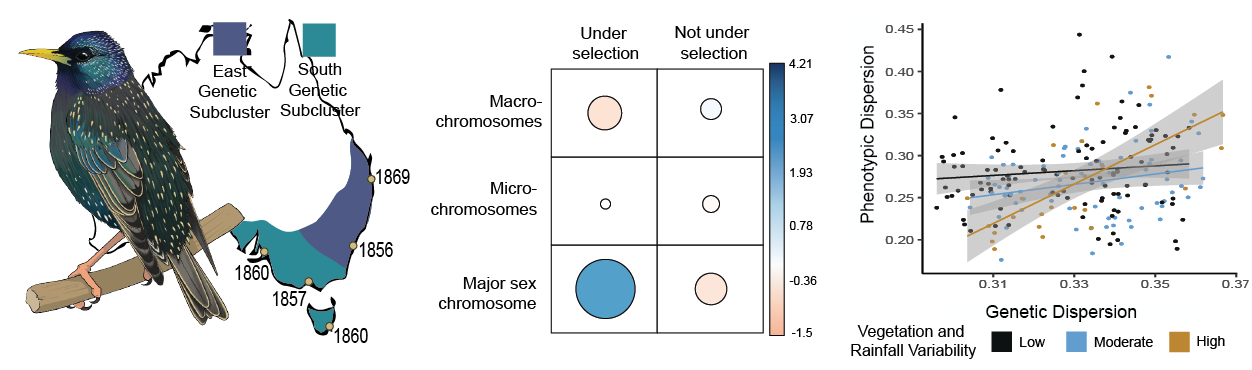 East
Genetic
Subcluster
South
Genetic
Subcluster
1869
1856
1860
1857
1860
Under
selection
Not under
selection
Macro-
chromosomes
Micro-
chromosomes
Major sex
chromosome
4.21
3.07
1.93
0.78
-0.36
-1.5
Phenotypic Dispersion
0.45
0.40
0.35
0.30
0.25
0.20
0.31
0.33
0.35
0.37
Genetic Dispersion
Vegetation and
Rainfall Variability
Low
Moderate
High